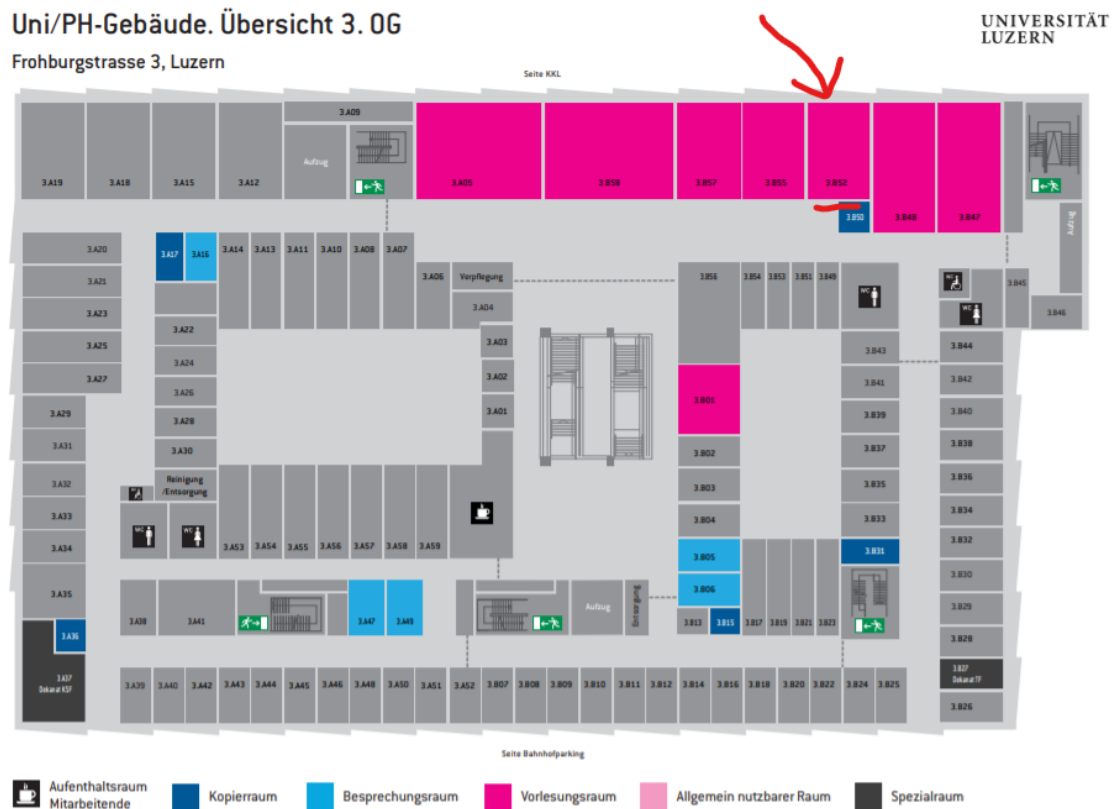 Uni/PH-Gebäude. Übersicht 3. OG
UNIVERSITÄT
LUZERN
Frohburgstrasse 3, Luzern
Seite KKL
3.A09
Aufzug
3.A19 3.A18 3.A15 3.A12 3.A05 3.B58 3.B57 3.B55 3.B52
3.B50 3.B48 3.B47
3.A20 3.A17 3.A16 3.A14 3.A13 3.A11 3.A10 3.A08 3.A07
3.A21 3.A06 Verpflegung 3.B56 3.B54 3.B53 3.B51 3.B49 WC 3.B45
3.A23 3.A04 WC 3.B46
3.A22
3.A25 3.A24 3.A03 3.B43 3.B44
3.A27 3.A26 3.A02 3.B41 3.B42
3.A29 3.A28 3.A01 3.B01 3.B39 3.B40
3.A31 3.A30 3.B02 3.B37 3.B38
3.A32 Reinigung
/Entsorgung 3.B03 3.B35 3.B36
3.A33 WC WC 3.B04 3.B33 3.B34
3.A34 3.A53 3.A54 3.A55 3.A56 3.A57 3.A58 3.A59 3.B05 3.B31 3.B32
3.A35 3.B06 3.B30
Aufzug Entsorgung 3.B29
3.A36 3.A38 3.A41 3.A47 3.A49 3.B13 3.B15 3.B17 3.B19 3.B21 3.B23 3.B28
3.A37
Dekanat KSF
3.B27
Dekanat TF
3.A39 3.A40 3.A42 3.A43 3.A44 3.A45 3.A46 3.A48 3.A50 3.A51 3.A52 3.B07 3.B08 3.B09 3.B10 3.B11 3.B12 3.B14 3.B16 3.B18 3.B20 3.B22 3.B24 3.B25 3.B26
Seite Bahnhofparking
Aufenthaltsraum
Mitarbeitende
Kopierraum
Besprechungsraum
Vorlesungsraum
Allgemein nutzbarer Raum
Spezialraum